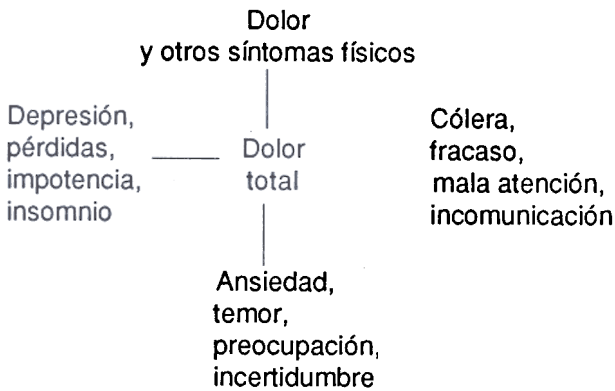 Dolor
y otros síntomas físicos
Depresión,
pérdidas,
impotencia,
insomnio
Dolor
total
Cólera,
fracaso,
mala atención,
incomunicación
Ansiedad,
temor,
preocupación,
incertidumbre